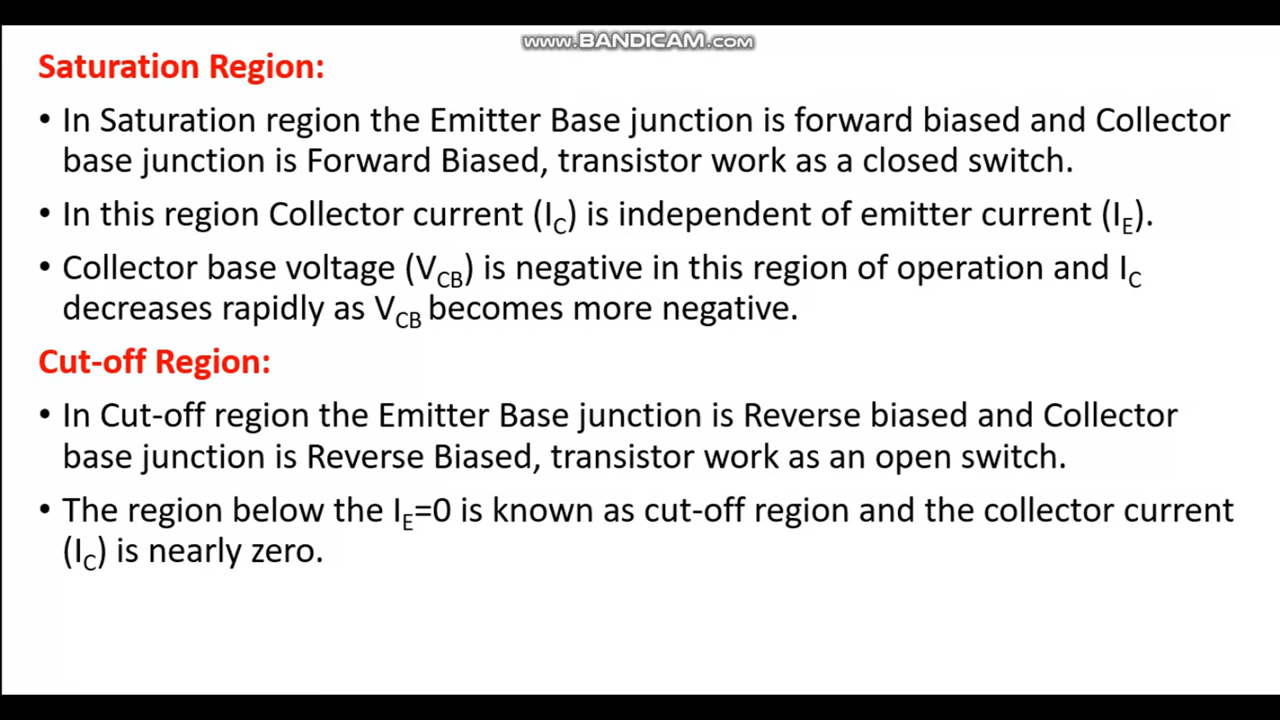 www.BANDICAM.com
Saturation Region:
• In Saturation region the Emitter Base junction is forward biased and Collector
base junction is Forward Biased, transistor work as a closed switch.
• In this region Collector current (IC) is independent of emitter current (IE).
• Collector base voltage (VCB) is negative in this region of operation and IC
decreases rapidly as VCB becomes more negative.
Cut-off Region:
• In Cut-off region the Emitter Base junction is Reverse biased and Collector
base junction is Reverse Biased, transistor work as an open switch.
• The region below the IE=0 is known as cut-off region and the collector current
(IC) is nearly zero.